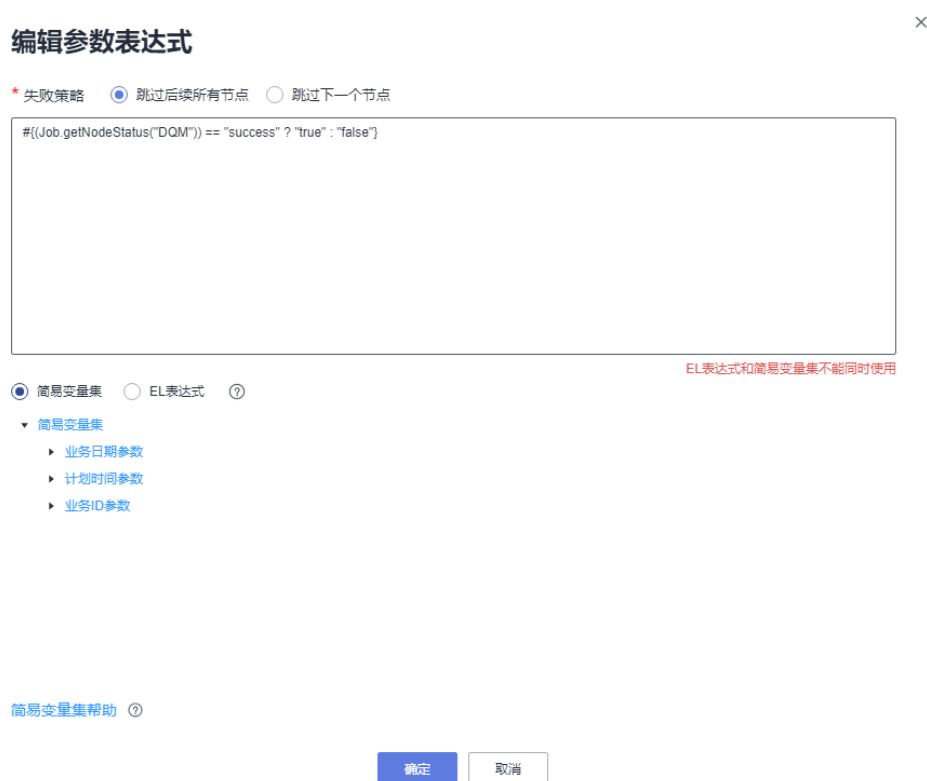 编辑参数表达式
* 失败策略 跳过后续所有节点 跳过下一个节点
#{(Job.getNodeStatus("DQM")) == "success" ? "true" : "false"}
EL表达式和简易变量集不能同时使用
简易变量集 EL表达式
简易变量集
业务日期参数
计划时间参数
业务ID参数
简易变量集帮助
确定 取消